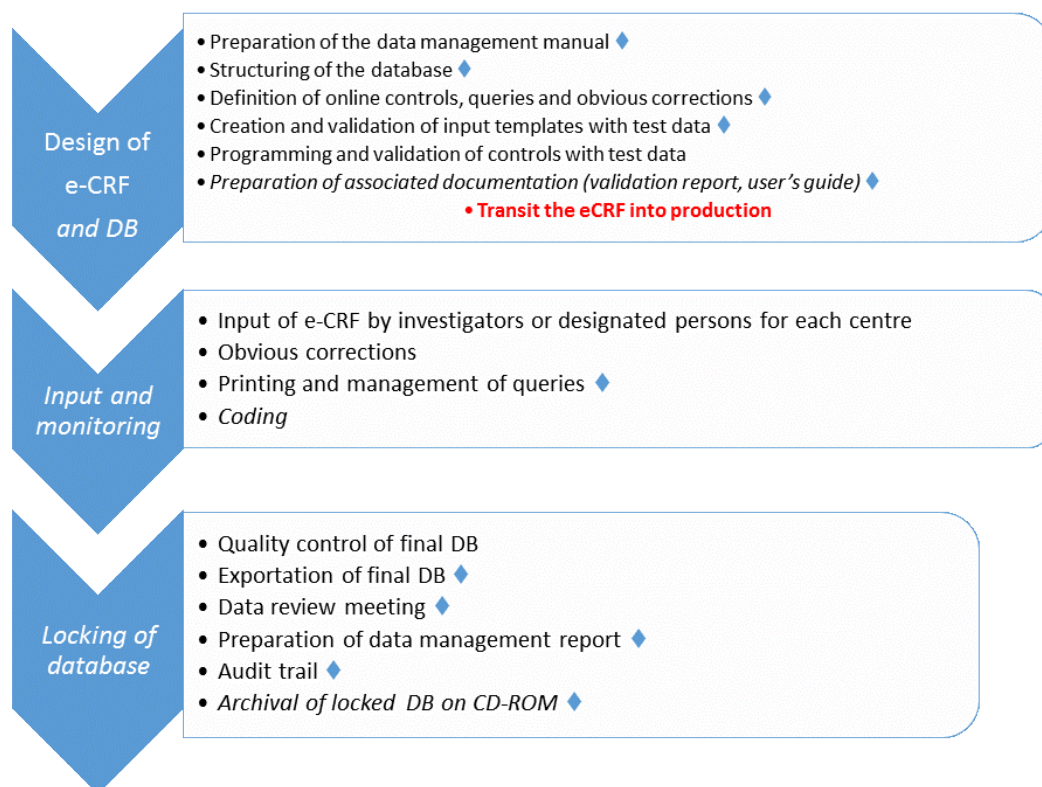 Design of
e-CRF
and DB
• Preparation of the data management manual ♦
• Structuring of the database ♦
• Definition of online controls, queries and obvious corrections ♦
• Creation and validation of input templates with test data ♦
• Programming and validation of controls with test data
• Preparation of associated documentation (validation report, user’s guide) ♦
• Transit the eCRF into production
Input and
monitoring
• Input of e-CRF by investigators or designated persons for each centre
• Obvious corrections
• Printing and management of queries ♦
• Coding
Locking of
database
• Quality control of final DB
• Exportation of final DB ♦
• Data review meeting ♦
• Preparation of data management report ♦
• Audit trail ♦
• Archival of locked DB on CD-ROM ♦